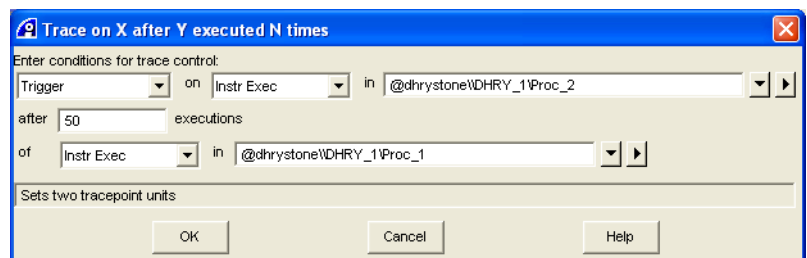 Trace on X after Y executed N times
Enter conditions for trace control:
Trigger on Instr Exec in @dhrystone\\DHRY_1\Proc_2
after 50 executions
of Instr Exec in @dhrystone\\DHRY_1\Proc_1
Sets two tracepoint units
OK Cancel Help